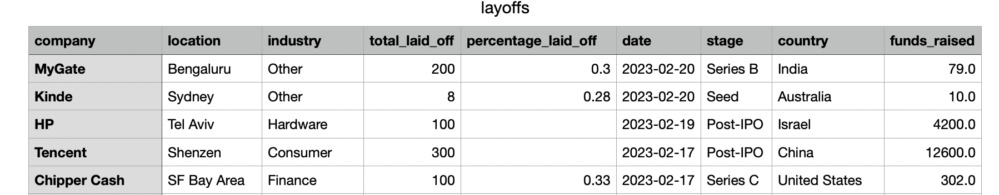 layoffs
company location industry total_laid_off percentage_laid_off date stage country funds_raised
MyGate Bengaluru Other 200 0.3 2023-02-20 Series B India 79.0
Kinde Sydney Other 8 0.28 2023-02-20 Seed Australia 10.0
HP Tel Aviv Hardware 100 2023-02-19 Post-IPO Israel 4200.0
Tencent Shenzen Consumer 300 2023-02-17 Post-IPO China 12600.0
Chipper Cash SF Bay Area Finance 100 0.33 2023-02-17 Series C United States 302.0